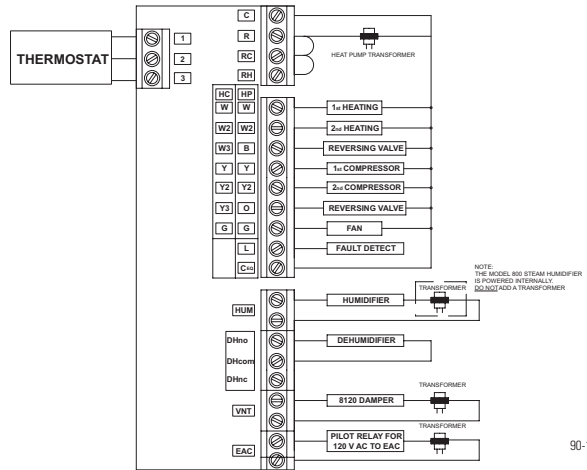 THERMOSTAT
1
2
3
C
R
RC
RH
HEAT PUMP TRANSFORMER
HC HP
W W 1st HEATING
W2 W2 2nd HEATING
W3 B REVERSING VALVE
Y Y 1st COMPRESSOR
Y2 Y2 2nd COMPRESSOR
Y3 O REVERSING VALVE
G G FAN
L FAULT DETECT
CSQ
NOTE:
THE MODEL 800 STEAM HUMIDIFIER
IS POWERED INTERNALLY.
DO NOT ADD A TRANSFORMER
TRANSFORMER
HUM HUMIDIFIER
DHno DEHUMIDIFIER
DHcom
DHnc
TRANSFORMER
VNT 8120 DAMPER
TRANSFORMER
EAC PILOT RELAY FOR
120 V AC TO EAC